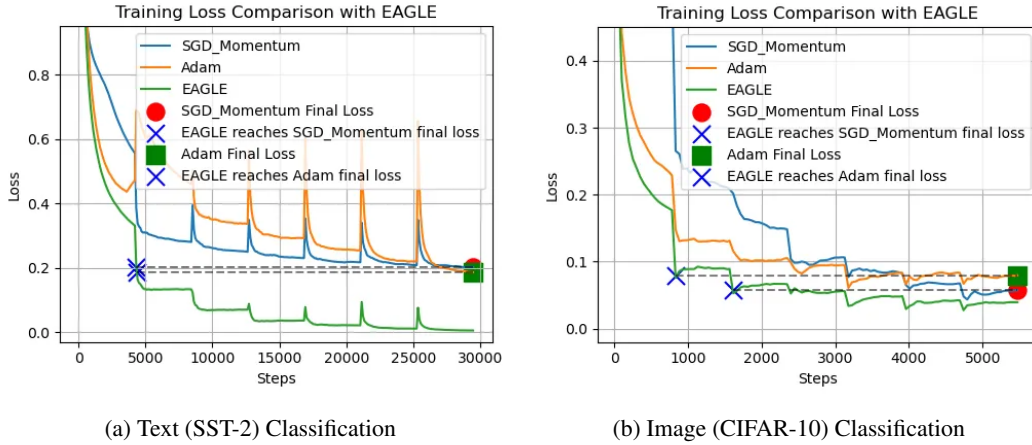 Training Loss Comparison with EAGLE
SGD_Momentum
Adam
EAGLE
SGD_Momentum Final Loss
EAGLE reaches SGD_Momentum final loss
Adam Final Loss
EAGLE reaches Adam final loss
Loss
0.8
0.6
0.4
0.2
0.0
0 5000 10000 15000 20000 25000 30000
Steps
(a) Text (SST-2) Classification
Training Loss Comparison with EAGLE
SGD_Momentum
Adam
EAGLE
SGD_Momentum Final Loss
EAGLE reaches SGD_Momentum final loss
Adam Final Loss
EAGLE reaches Adam final loss
Loss
0.4
0.3
0.2
0.1
0.0
0 1000 2000 3000 4000 5000
Steps
(b) Image (CIFAR-10) Classification